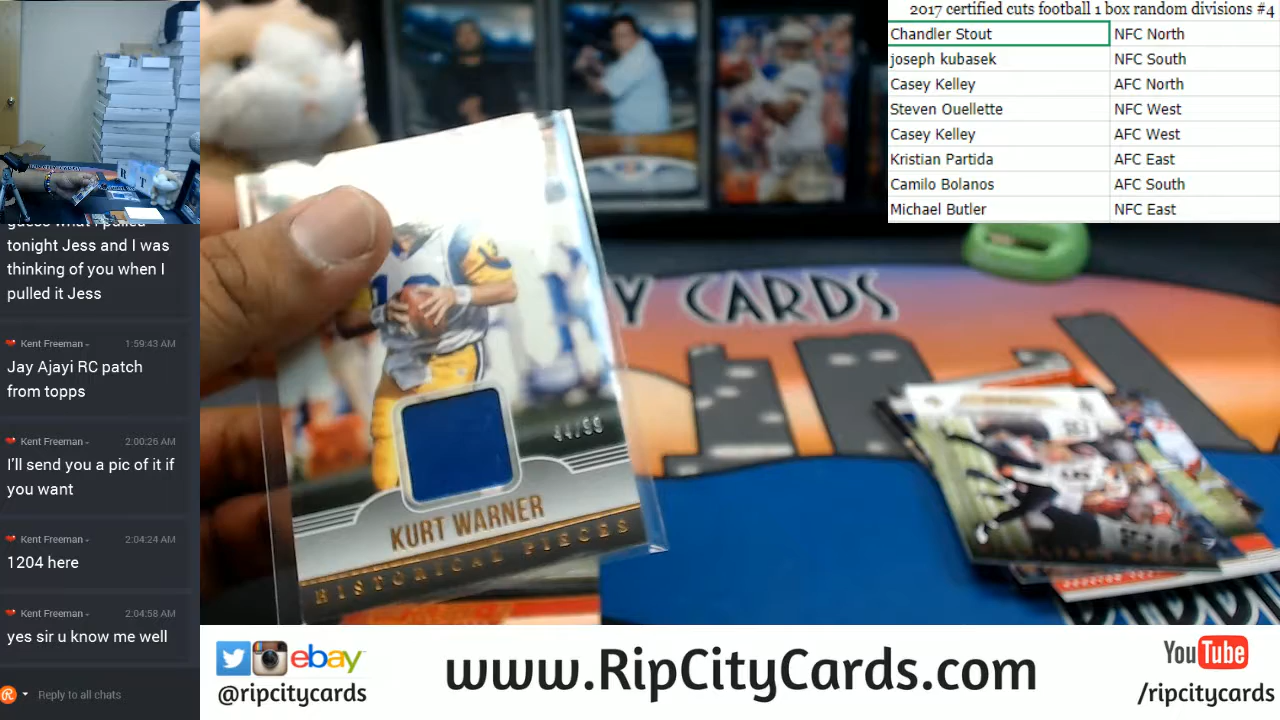 2017 certified cuts football 1 box random divisions #4
Chandler Stout NFC North
joseph kubasek NFC South
Casey Kelley AFC North
Steven Ouellette NFC West
Casey Kelley AFC West
Kristian Partida AFC East
Camilo Bolanos AFC South
Michael Butler NFC East
tonight Jess and I was
thinking of you when I
pulled it Jess
Kent Freeman 1:59:43 AM
Jay Ajayi RC patch
from topps
Kent Freeman 2:00:26 AM
I'll send you a pic of it if
you want
Kent Freeman 2:04:24 AM
1204 here
Kent Freeman 2:04:58 AM
yes sir u know me well
Reply to all chats
Y CARDS
44/99
KURT WARNER
HISTORICAL PIECES
ebay
@ripcitycards
www.RipCityCards.com
YouTube
/ripcitycards